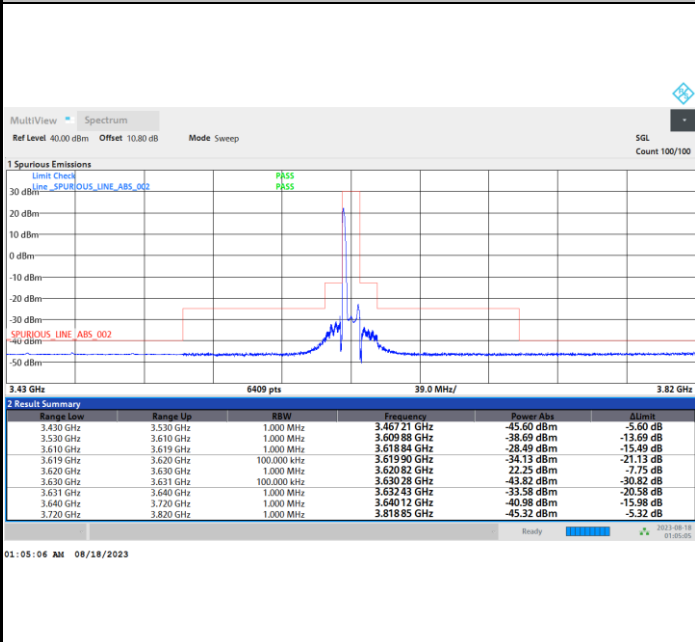 MultiView Spectrum
Ref Level 40.00 dBm Offset 10.80 dB Mode Sweep SGL
Count 100/100
1 Spurious Emissions
Limit Check PASS
Line _SPURIOUS_LINE_ABS_002 PASS
30 dBm
20 dBm
10 dBm
0 dBm
-10 dBm
-20 dBm
-30 dBm
_SPURIOUS_LINE_ABS_002
-40 dBm
-50 dBm
3.43 GHz 6409 pts 39.0 MHz/ 3.82 GHz
2 Result Summary
Range Low Range Up RBW Frequency Power Abs ΔLimit
3.430 GHz 3.530 GHz 1.000 MHz 3.467 21 GHz -45.60 dBm -5.60 dB
3.530 GHz 3.610 GHz 1.000 MHz 3.609 88 GHz -38.69 dBm -13.69 dB
3.610 GHz 3.619 GHz 1.000 MHz 3.618 84 GHz -28.49 dBm -15.49 dB
3.619 GHz 3.620 GHz 100.000 kHz 3.619 90 GHz -34.13 dBm -21.13 dB
3.620 GHz 3.630 GHz 1.000 MHz 3.620 82 GHz 22.25 dBm -7.75 dB
3.630 GHz 3.631 GHz 100.000 kHz 3.630 28 GHz -43.82 dBm -30.82 dB
3.631 GHz 3.640 GHz 1.000 MHz 3.632 43 GHz -33.58 dBm -20.58 dB
3.640 GHz 3.720 GHz 1.000 MHz 3.640 12 GHz -40.98 dBm -15.98 dB
3.720 GHz 3.820 GHz 1.000 MHz 3.818 85 GHz -45.32 dBm -5.32 dB
Ready 2023-08-18
01:05:05
01:05:06 AM 08/18/2023